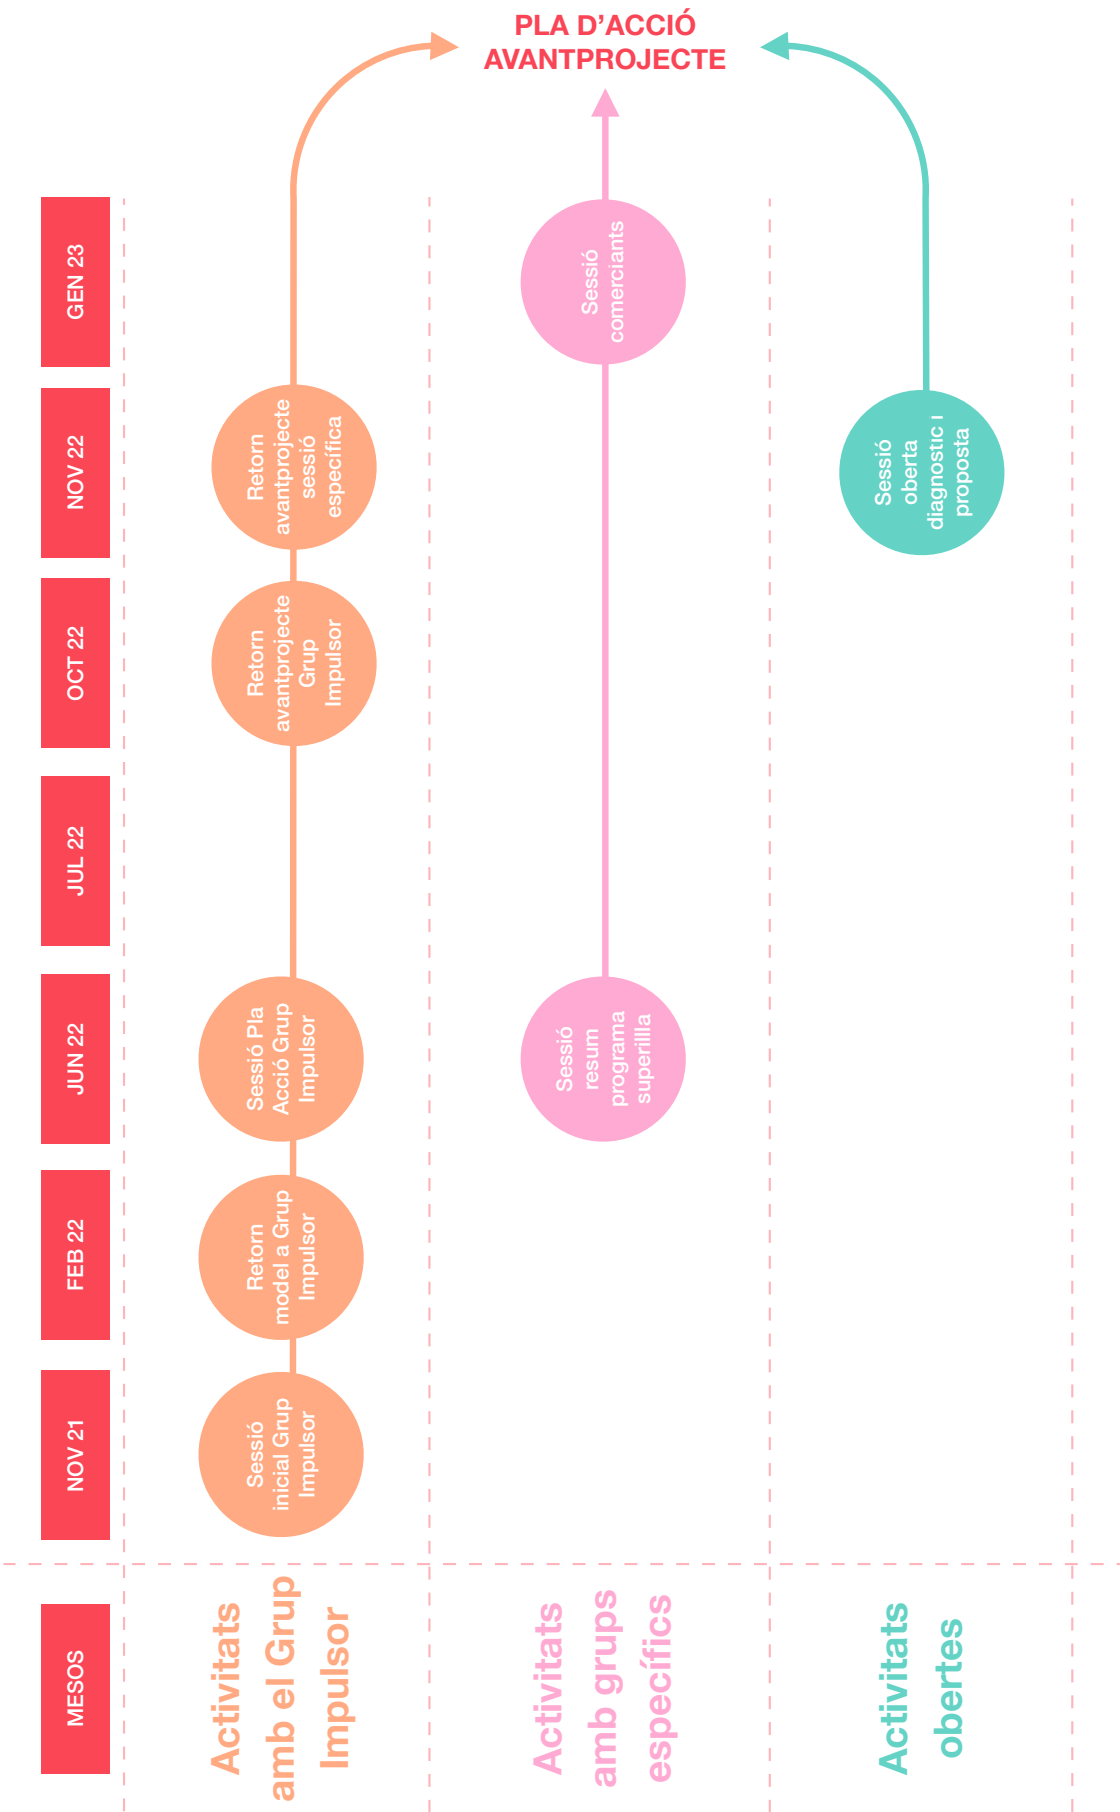 PLA D'ACCIÓ
AVANTPROJECTE
MESOS
NOV 21
FEB 22
JUN 22
JUL 22
OCT 22
NOV 22
GEN 23
Activitats
amb el Grup
Impulsor
Sessió
inicial Grup
Impulsor
Retorn
model a Grup
Impulsor
Sessió Pla
Acció Grup
Impulsor
Retorn
avantprojecte
Grup
Impulsor
Retorn
avantprojecte
sessió
específica
Activitats
amb grups
específics
Sessió
resum
programa
superillla
Sessió
comerciants
Activitats
obertes
Sessió
oberta
diagnostic i
proposta